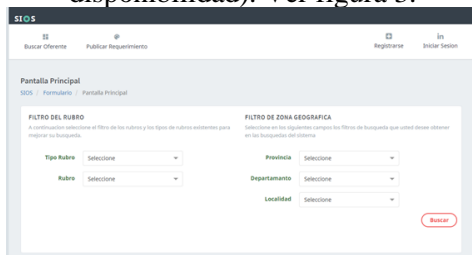 disponibilidad). Ver figura 3.
SIOS
Buscar Oferente
Publicar Requerimiento
Registrarse
Iniciar Sesion
Pantalla Principal
SIOS / Formulario / Pantalla Principal
FILTRO DEL RUBRO
A continuacion seleccione el filtro de los rubros y los tipos de rubros existentes para
mejorar su busqueda.
Tipo Rubro Seleccione
Rubro Seleccione
FILTRO DE ZONA GEOGRAFICA
Seleccione en los siguientes campos los filtros de busqueda que usted desee obtener
en las busquedas del sistema
Provincia Seleccione
Departamanto Seleccione
Localidad Seleccione
Buscar